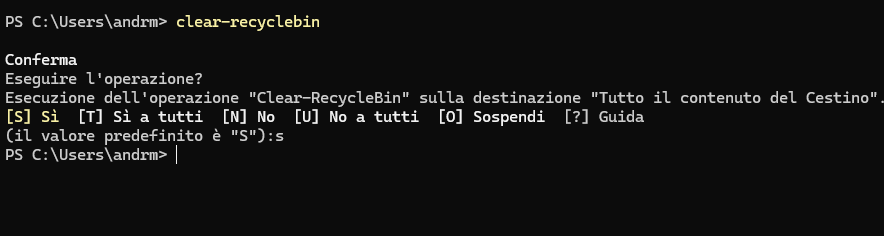 PS C:\Users\andrm> clear-recyclebin
Conferma
Eseguire l'operazione?
Esecuzione dell'operazione "Clear-RecycleBin" sulla destinazione "Tutto il contenuto del Cestino".
[S] Sì  [T] Sì a tutti  [N] No  [U] No a tutti  [O] Sospendi  [?] Guida
(il valore predefinito è "S"):s
PS C:\Users\andrm>